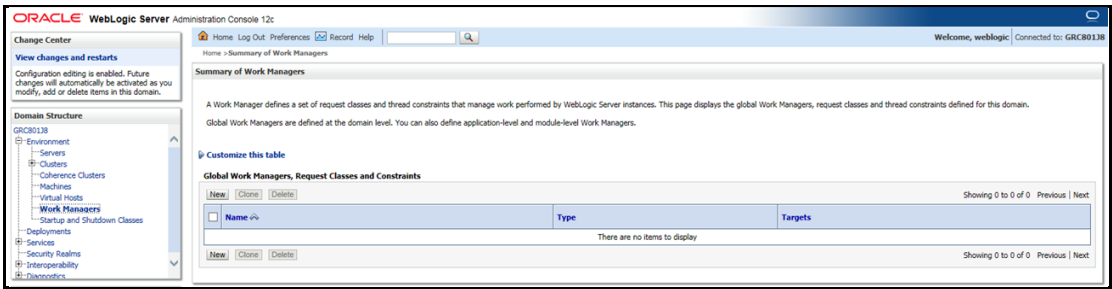 ORACLE WebLogic Server Administration Console 12c
Change Center
View changes and restarts
Configuration editing is enabled. Future
changes will automatically be activated as you
modify, add or delete items in this domain.
Domain Structure
GRC801J8
Environment
Servers
Clusters
Coherence Clusters
Machines
Virtual Hosts
Work Managers
Startup and Shutdown Classes
Deployments
Services
Security Realms
Interoperability
Diagnostics
Home Log Out Preferences Record Help
Welcome, weblogic Connected to: GRC801J8
Home >Summary of Work Managers
Summary of Work Managers
A Work Manager defines a set of request classes and thread constraints that manage work performed by WebLogic Server instances. This page displays the global Work Managers, request classes and thread constraints defined for this domain.
Global Work Managers are defined at the domain level. You can also define application-level and module-level Work Managers.
Customize this table
Global Work Managers, Request Classes and Constraints
New Clone Delete Showing 0 to 0 of 0 Previous | Next
Name Type Targets
There are no items to display
New Clone Delete Showing 0 to 0 of 0 Previous | Next